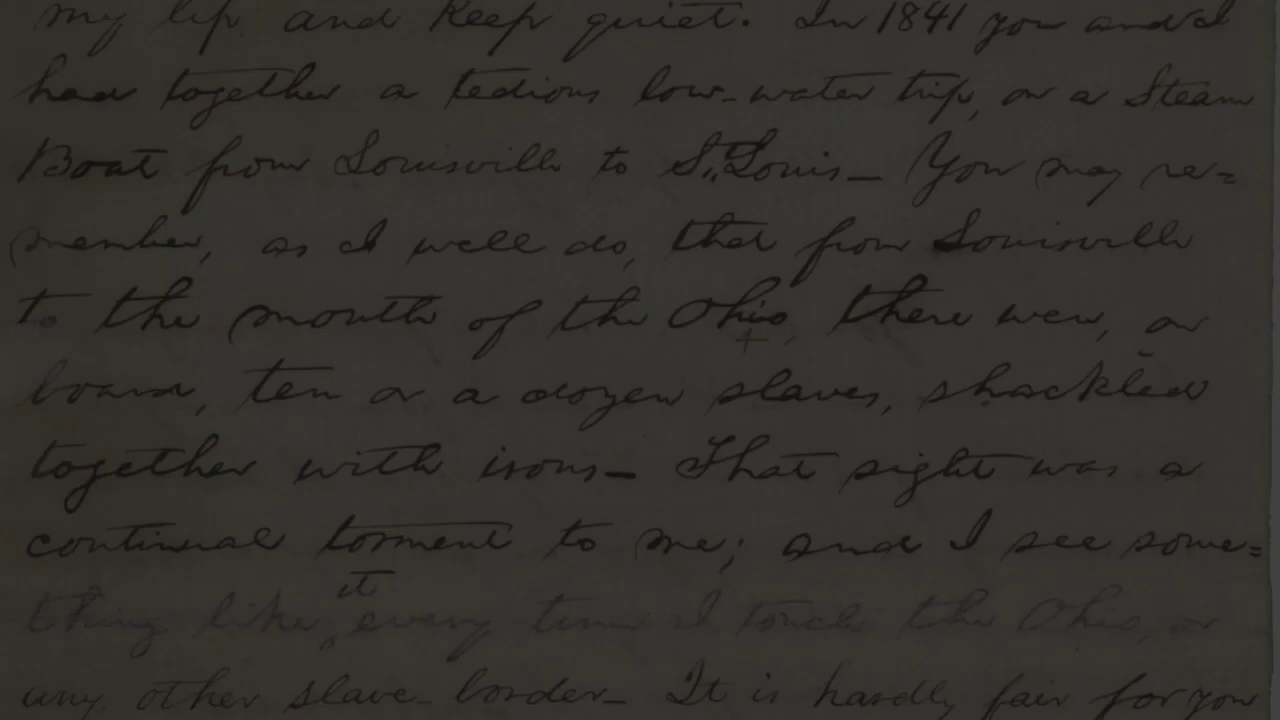 my lip and keep quiet. In 1841 you and I
had together a tedious low-water trip, on a Steam
Boat from Louisville to St. Louis— You may re=
member, as I well do, that from Louisville
to the mouth of the Ohio, there were, on
board, ten or a dozen slaves, shackled
together with irons— That sight was a
continual torment to me; and I see some=
thing like it every time I touch the Ohio, or
any other slave-border— It is hardly fair for you